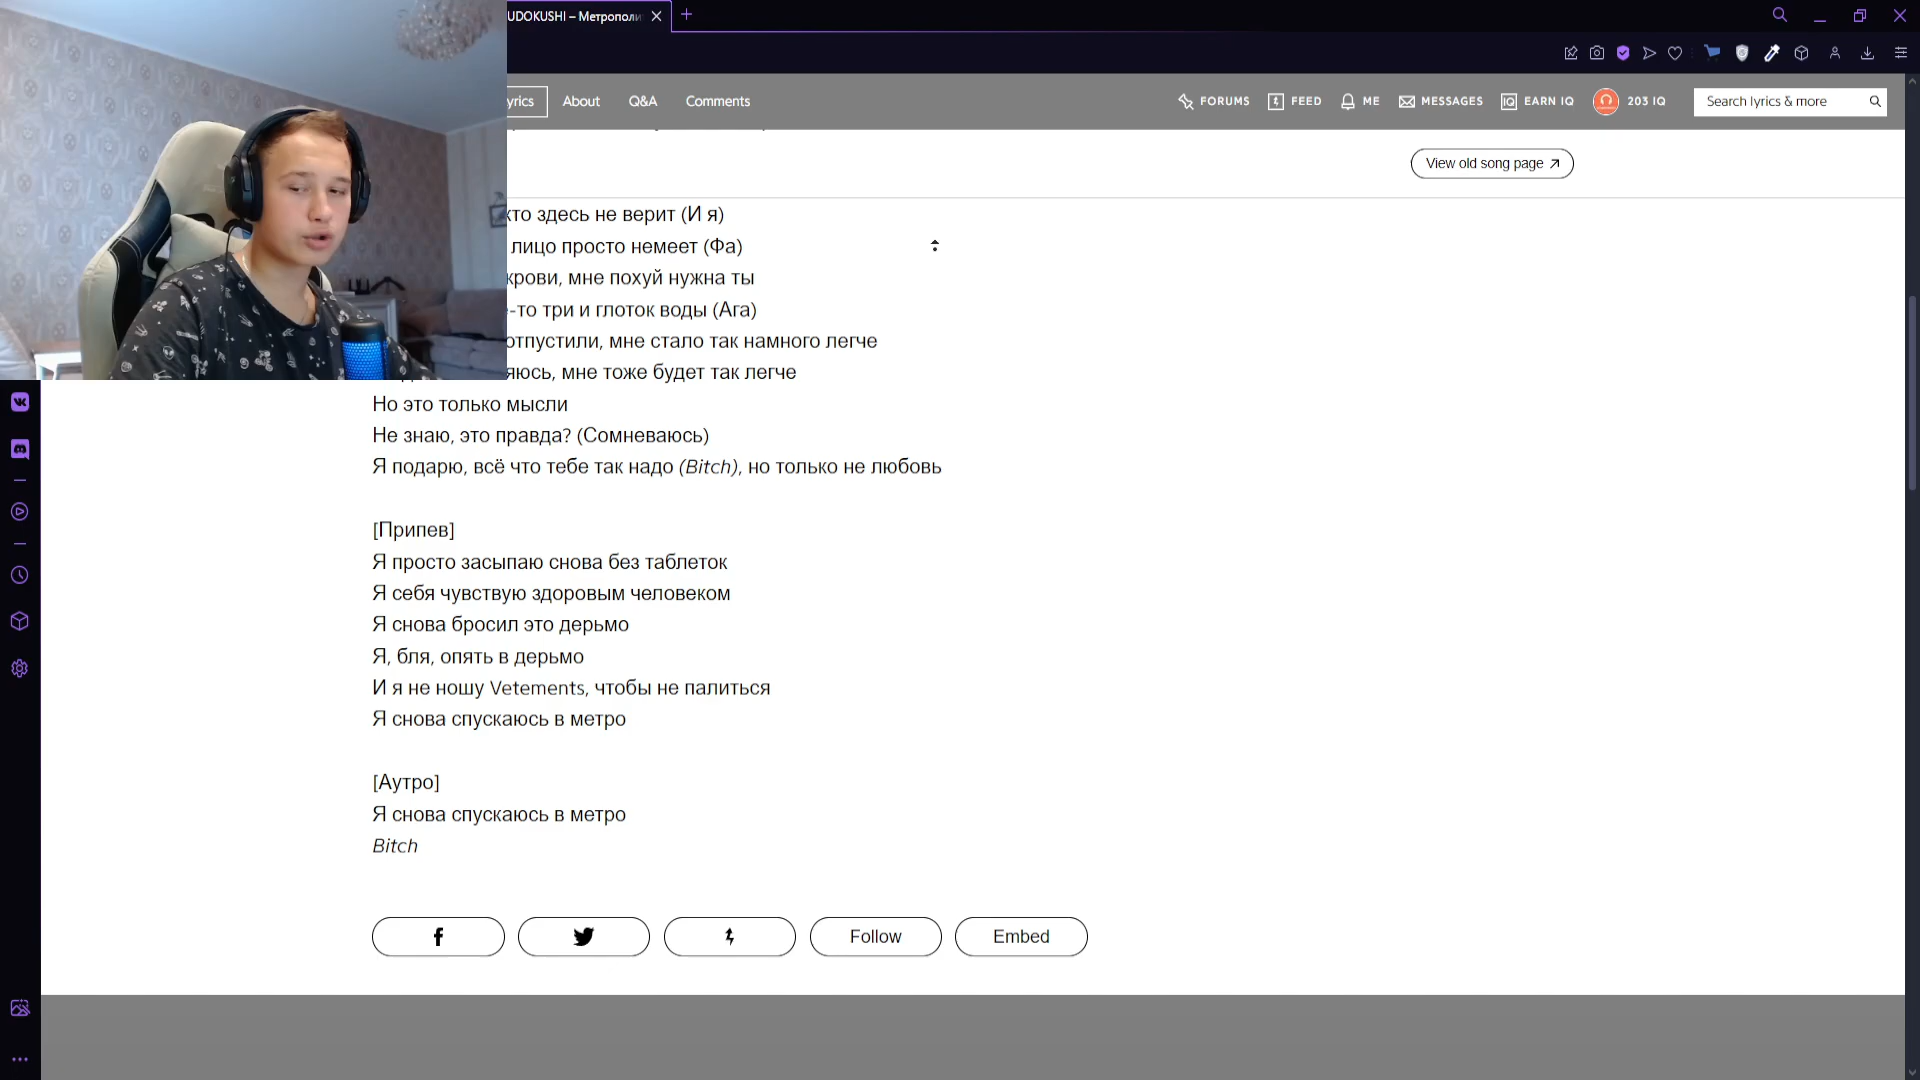 UDOKUSHI – Метрополи
yrics
About
Q&A
Comments
FORUMS
FEED
ME
MESSAGES
EARN IQ
203 IQ
Search lyrics & more
View old song page
кто здесь не верит (И я)
лицо просто немеет (Фа)
крови, мне похуй нужна ты
-то три и глоток воды (Ага)
отпустили, мне стало так намного легче
яюсь, мне тоже будет так легче
Но это только мысли
Не знаю, это правда? (Сомневаюсь)
Я подарю, всё что тебе так надо (Bitch), но только не любовь
[Припев]
Я просто засыпаю снова без таблеток
Я себя чувствую здоровым человеком
Я снова бросил это дерьмо
Я, бля, опять в дерьмо
И я не ношу Vetements, чтобы не палиться
Я снова спускаюсь в метро
[Аутро]
Я снова спускаюсь в метро
Bitch
Follow
Embed